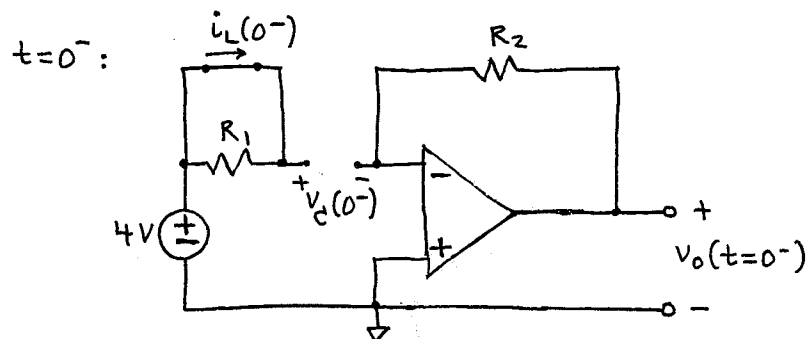 t=0⁻:
i_L(0⁻)
R₂
R₁
+ v_c(0⁻) -
-
+
4V
+
-
+
v₀(t=0⁻)
-